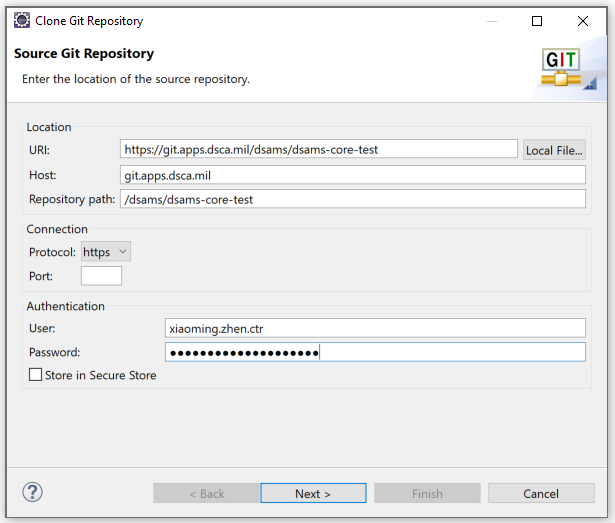 Clone Git Repository
Source Git Repository
Enter the location of the source repository.
GIT
Location
URI: https://git.apps.dsca.mil/dsams/dsams-core-test Local File...
Host: git.apps.dsca.mil
Repository path: /dsams/dsams-core-test
Connection
Protocol: https
Port:
Authentication
User: xiaoming.zhen.ctr
Password: ●●●●●●●●●●●●●●●●●●●●
Store in Secure Store
? < Back Next > Finish Cancel